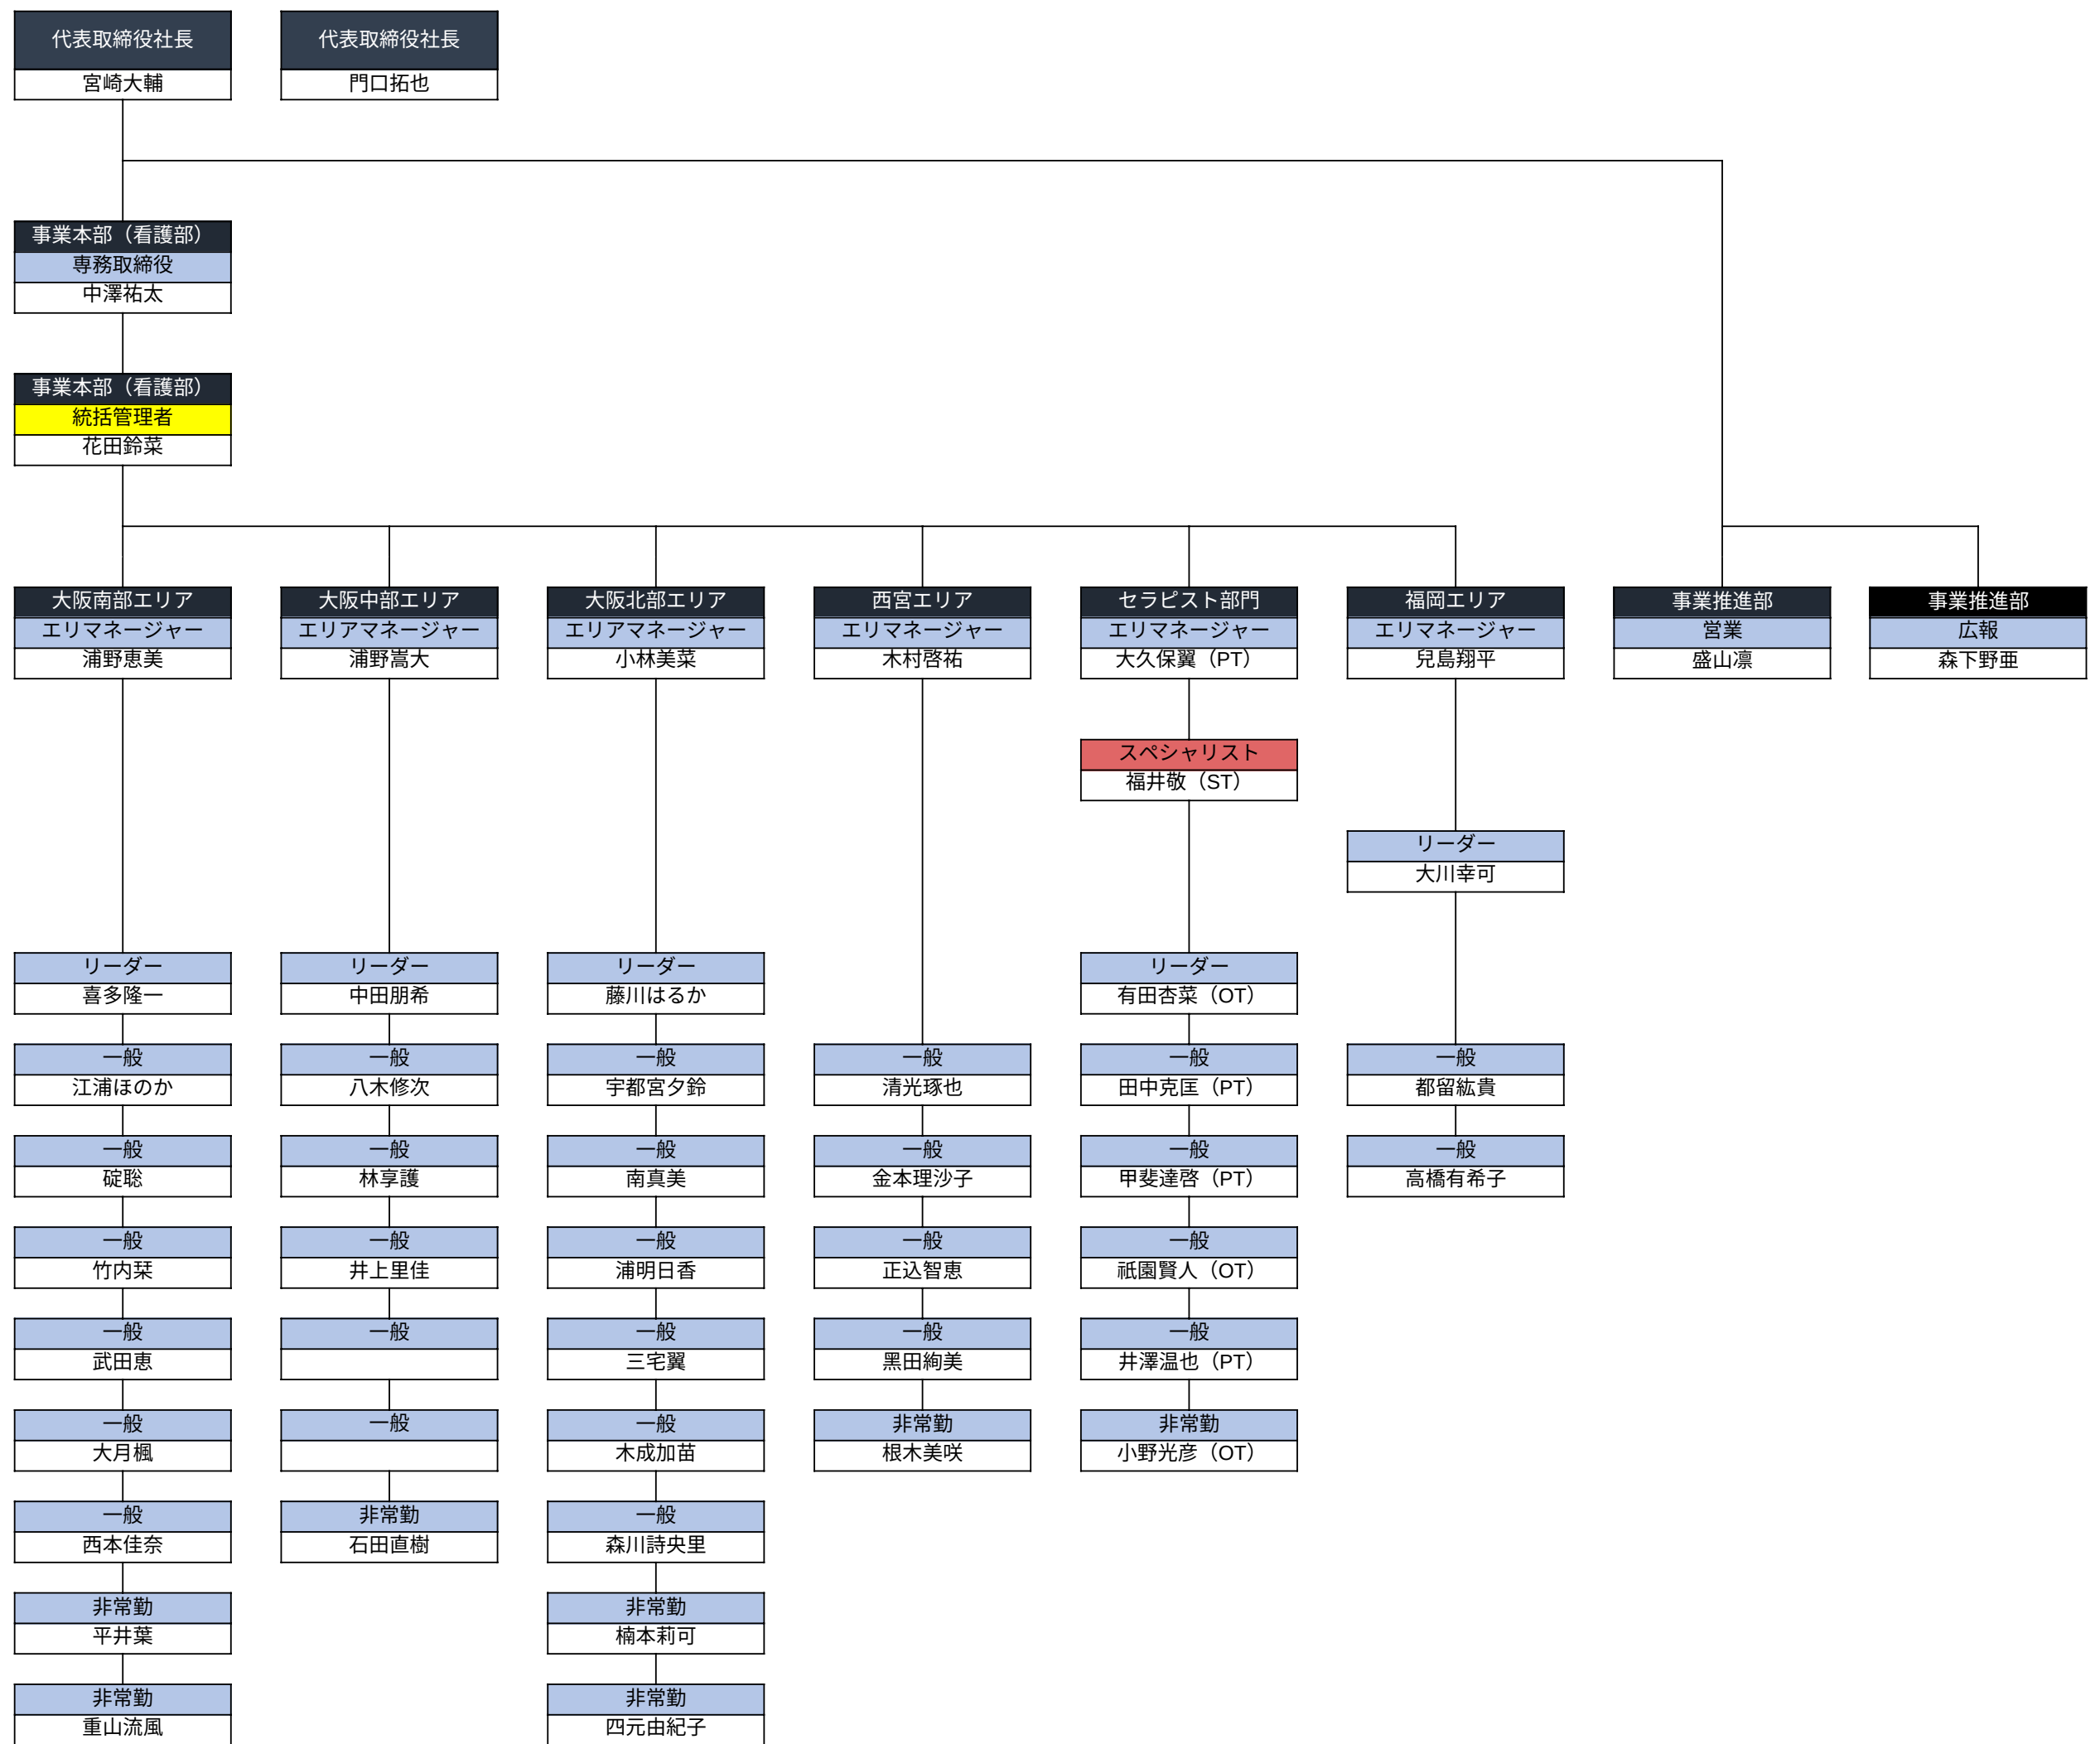 代表取締役社長
宮崎大輔
代表取締役社長
門口拓也
事業本部（看護部）
専務取締役
中澤祐太
事業本部（看護部）
統括管理者
花田鈴菜
大阪南部エリア
エリマネージャー
浦野恵美
大阪中部エリア
エリアマネージャー
浦野嵩大
大阪北部エリア
エリアマネージャー
小林美菜
西宮エリア
エリマネージャー
木村啓祐
セラピスト部門
エリマネージャー
大久保翼（PT）
福岡エリア
エリマネージャー
兒島翔平
事業推進部
営業
盛山凛
事業推進部
広報
森下野亜
スペシャリスト
福井敬（ST）
リーダー
大川幸可
リーダー
喜多隆一
リーダー
中田朋希
リーダー
藤川はるか
リーダー
有田杏菜（OT）
一般
江浦ほのか
一般
八木修次
一般
宇都宮夕鈴
一般
清光琢也
一般
田中克匡（PT）
一般
都留紘貴
一般
碇聡
一般
林享護
一般
南真美
一般
金本理沙子
一般
甲斐達啓（PT）
一般
高橋有希子
一般
竹内栞
一般
井上里佳
一般
浦明日香
一般
正込智恵
一般
祇園賢人（OT）
一般
武田恵
一般
一般
三宅翼
一般
黑田絢美
一般
井澤温也（PT）
一般
大月楓
一般
一般
木成加苗
非常勤
根木美咲
非常勤
小野光彦（OT）
一般
西本佳奈
非常勤
石田直樹
一般
森川詩央里
非常勤
平井葉
非常勤
楠本莉可
非常勤
重山流風
非常勤
四元由紀子